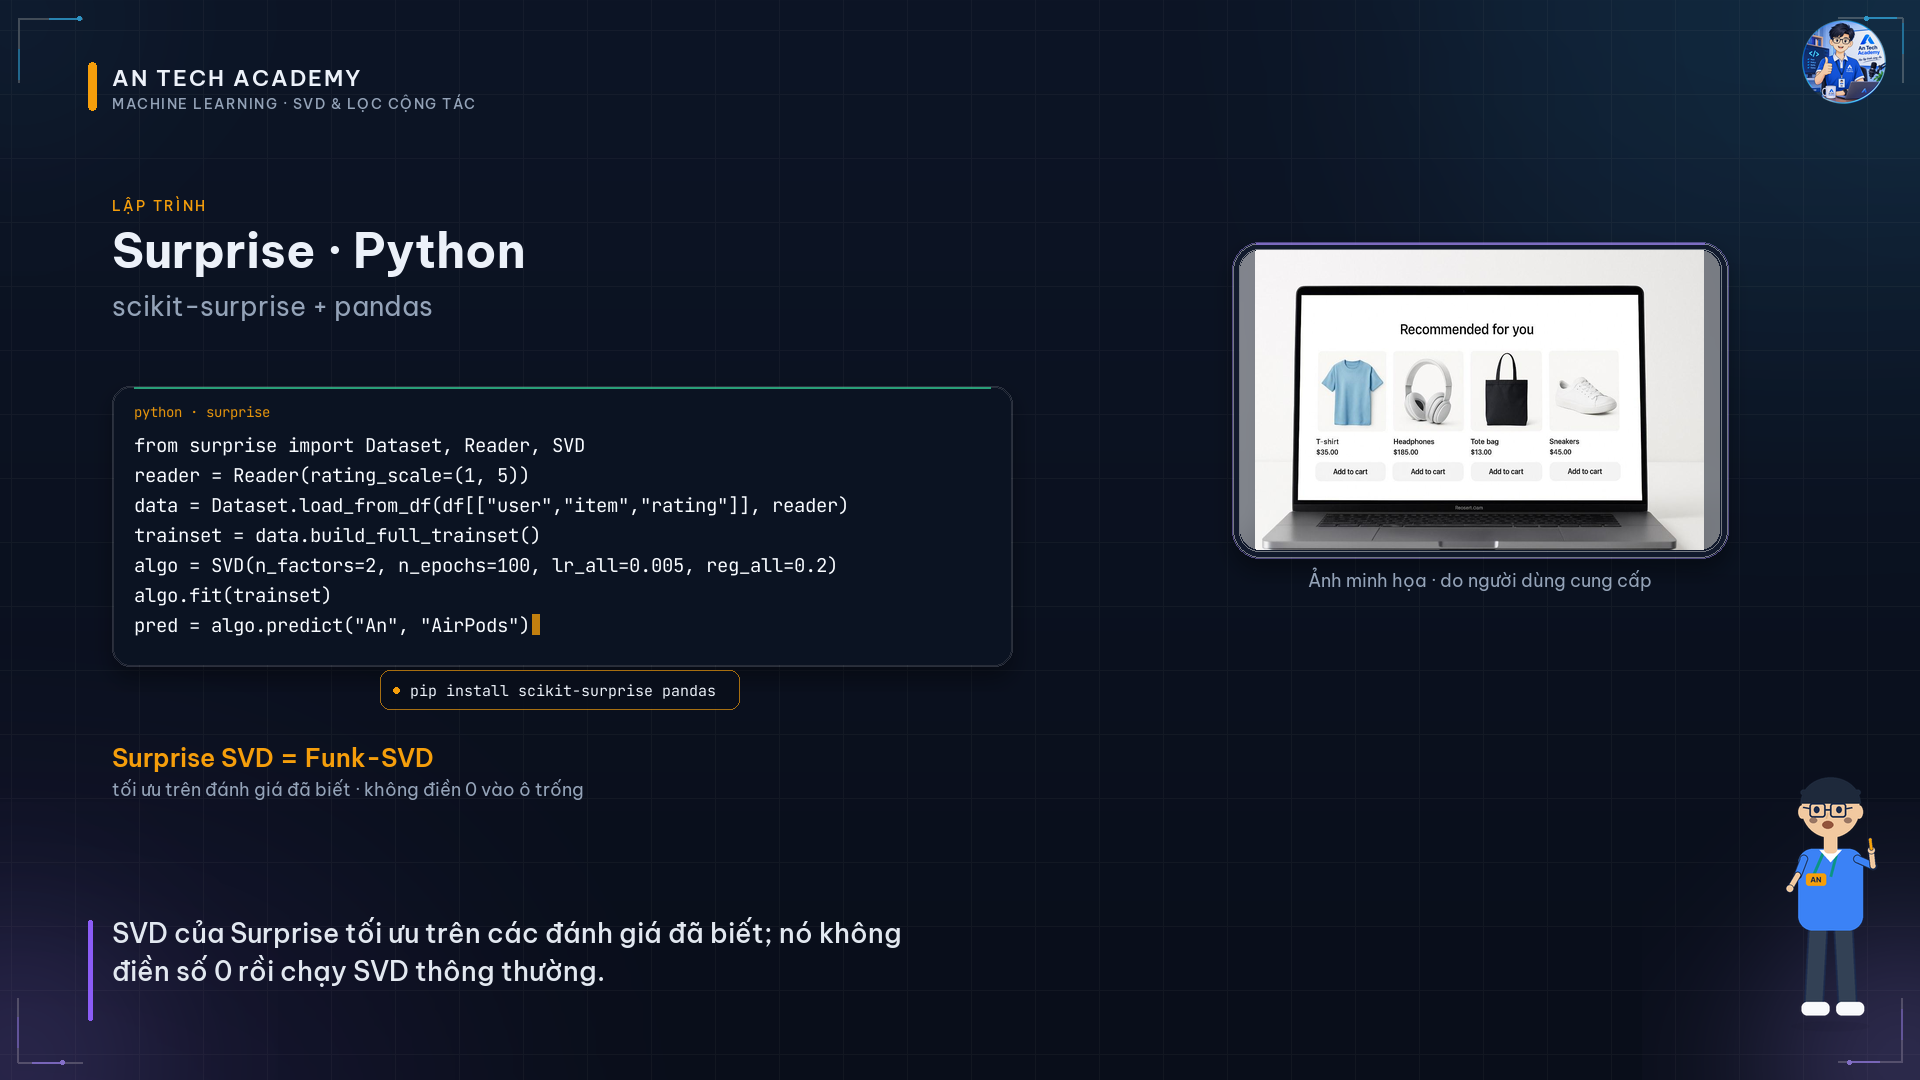 AN TECH ACADEMY
MACHINE LEARNING · SVD & LỌC CỘNG TÁC
An Tech
Academy
LẬP TRÌNH
Surprise · Python
scikit-surprise + pandas
python · surprise
from surprise import Dataset, Reader, SVD
reader = Reader(rating_scale=(1, 5))
data = Dataset.load_from_df(df[["user","item","rating"]], reader)
trainset = data.build_full_trainset()
algo = SVD(n_factors=2, n_epochs=100, lr_all=0.005, reg_all=0.2)
algo.fit(trainset)
pred = algo.predict("An", "AirPods")
pip install scikit-surprise pandas
Surprise SVD = Funk-SVD
tối ưu trên đánh giá đã biết · không điền 0 vào ô trống
Recommended for you
T-shirt Headphones Tote bag Sneakers
$35.00 $185.00 $13.00 $45.00
Add to cart Add to cart Add to cart Add to cart
Ảnh minh họa · do người dùng cung cấp
AN
SVD của Surprise tối ưu trên các đánh giá đã biết; nó không
điền số 0 rồi chạy SVD thông thường.